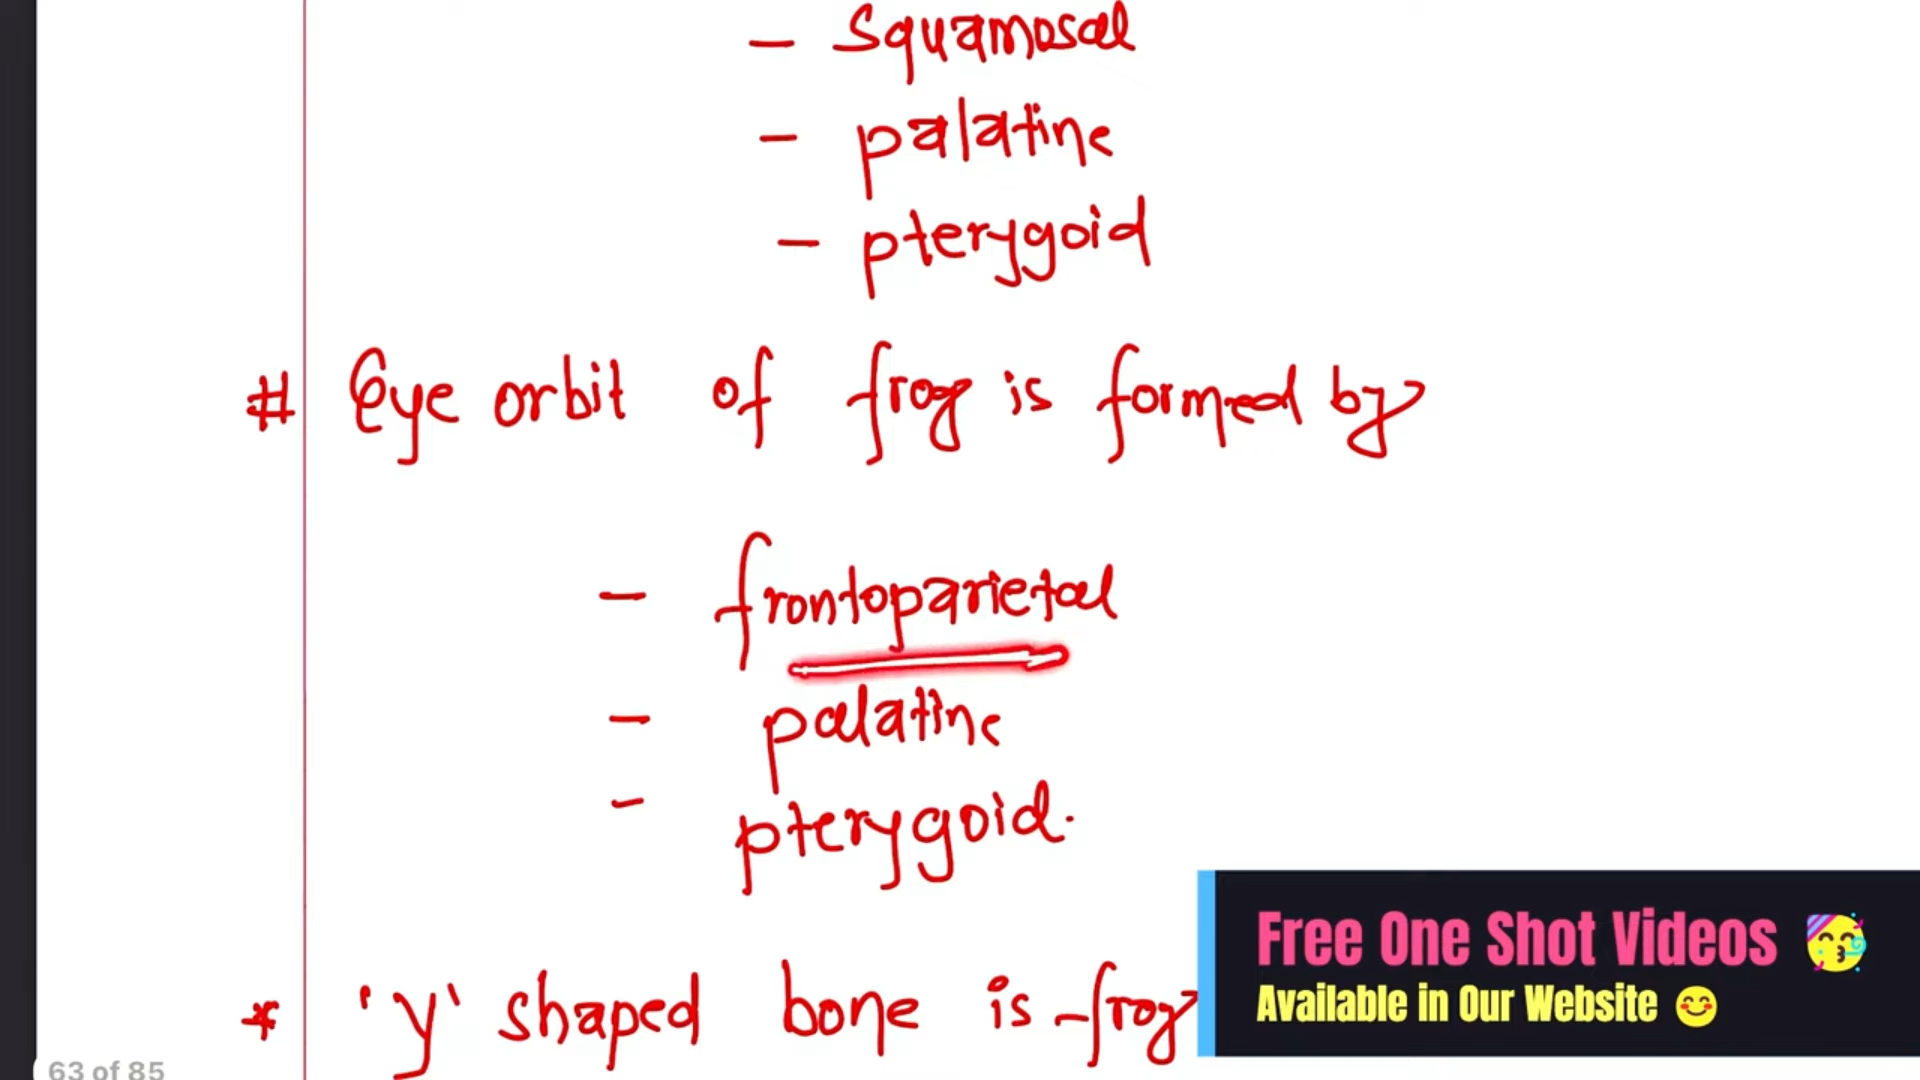 - Squamosal
- palatine
- pterygoid
# Eye orbit of frog is formed by
- frontoparietal
- palatine
- pterygoid.
* 'y' shaped bone is frog
Free One Shot Videos 🥳
Available in Our Website 😊
63 of 85